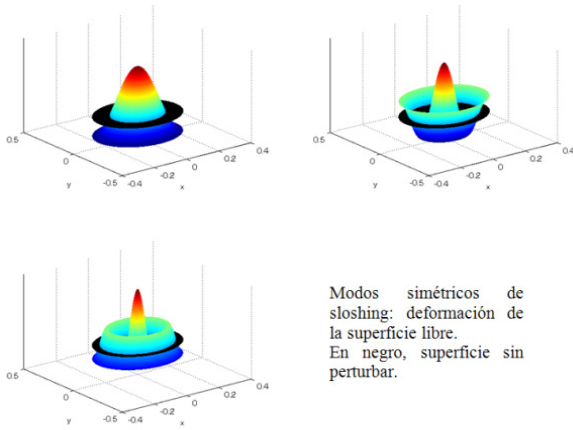 0.5
0
-0.5
y
-0.4
-0.2
0
0.2
0.4
x
0.5
0
-0.5
y
-0.4
-0.2
0
0.2
0.4
x
0.5
0
-0.5
y
-0.4
-0.2
0
0.2
0.4
x
Modos simétricos de
sloshing: deformación de
la superficie libre.
En negro, superficie sin
perturbar.